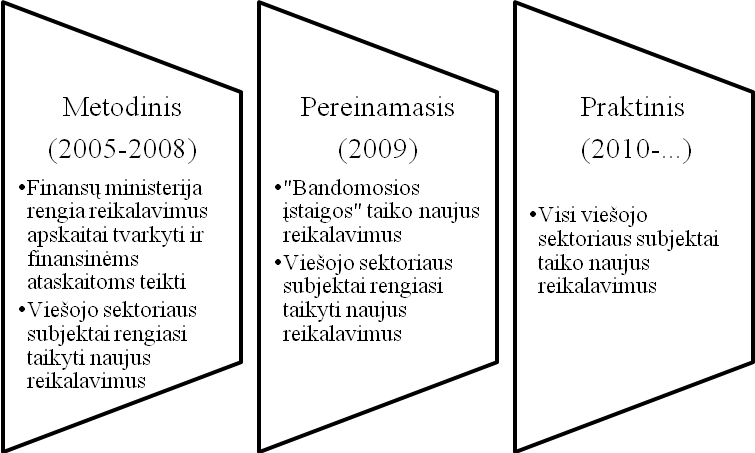 Metodinis
(2005-2008)
•Finansų ministerija
rengia reikalavimus
apskaitai tvarkyti ir
finansinėms
ataskaitoms teikti
•Viešojo sektoriaus
subjektai rengiasi
taikyti naujus
reikalavimus
Pereinamasis
(2009)
•"Bandomosios
įstaigos" taiko naujus
reikalavimus
•Viešojo sektoriaus
subjektai rengiasi
taikyti naujus
reikalavimus
Praktinis
(2010-...)
•Visi viešojo
sektoriaus subjektai
taiko naujus
reikalavimus